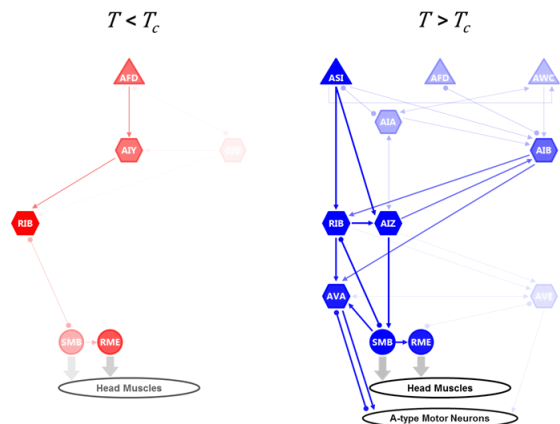 T < Tc
T > Tc
AFD
ASI
AFD
AWC
AIA
AIY
AIB
RIB
RIB
AIZ
AVA
AVE
SMB
RME
SMB
RME
Head Muscles
Head Muscles
A-type Motor Neurons